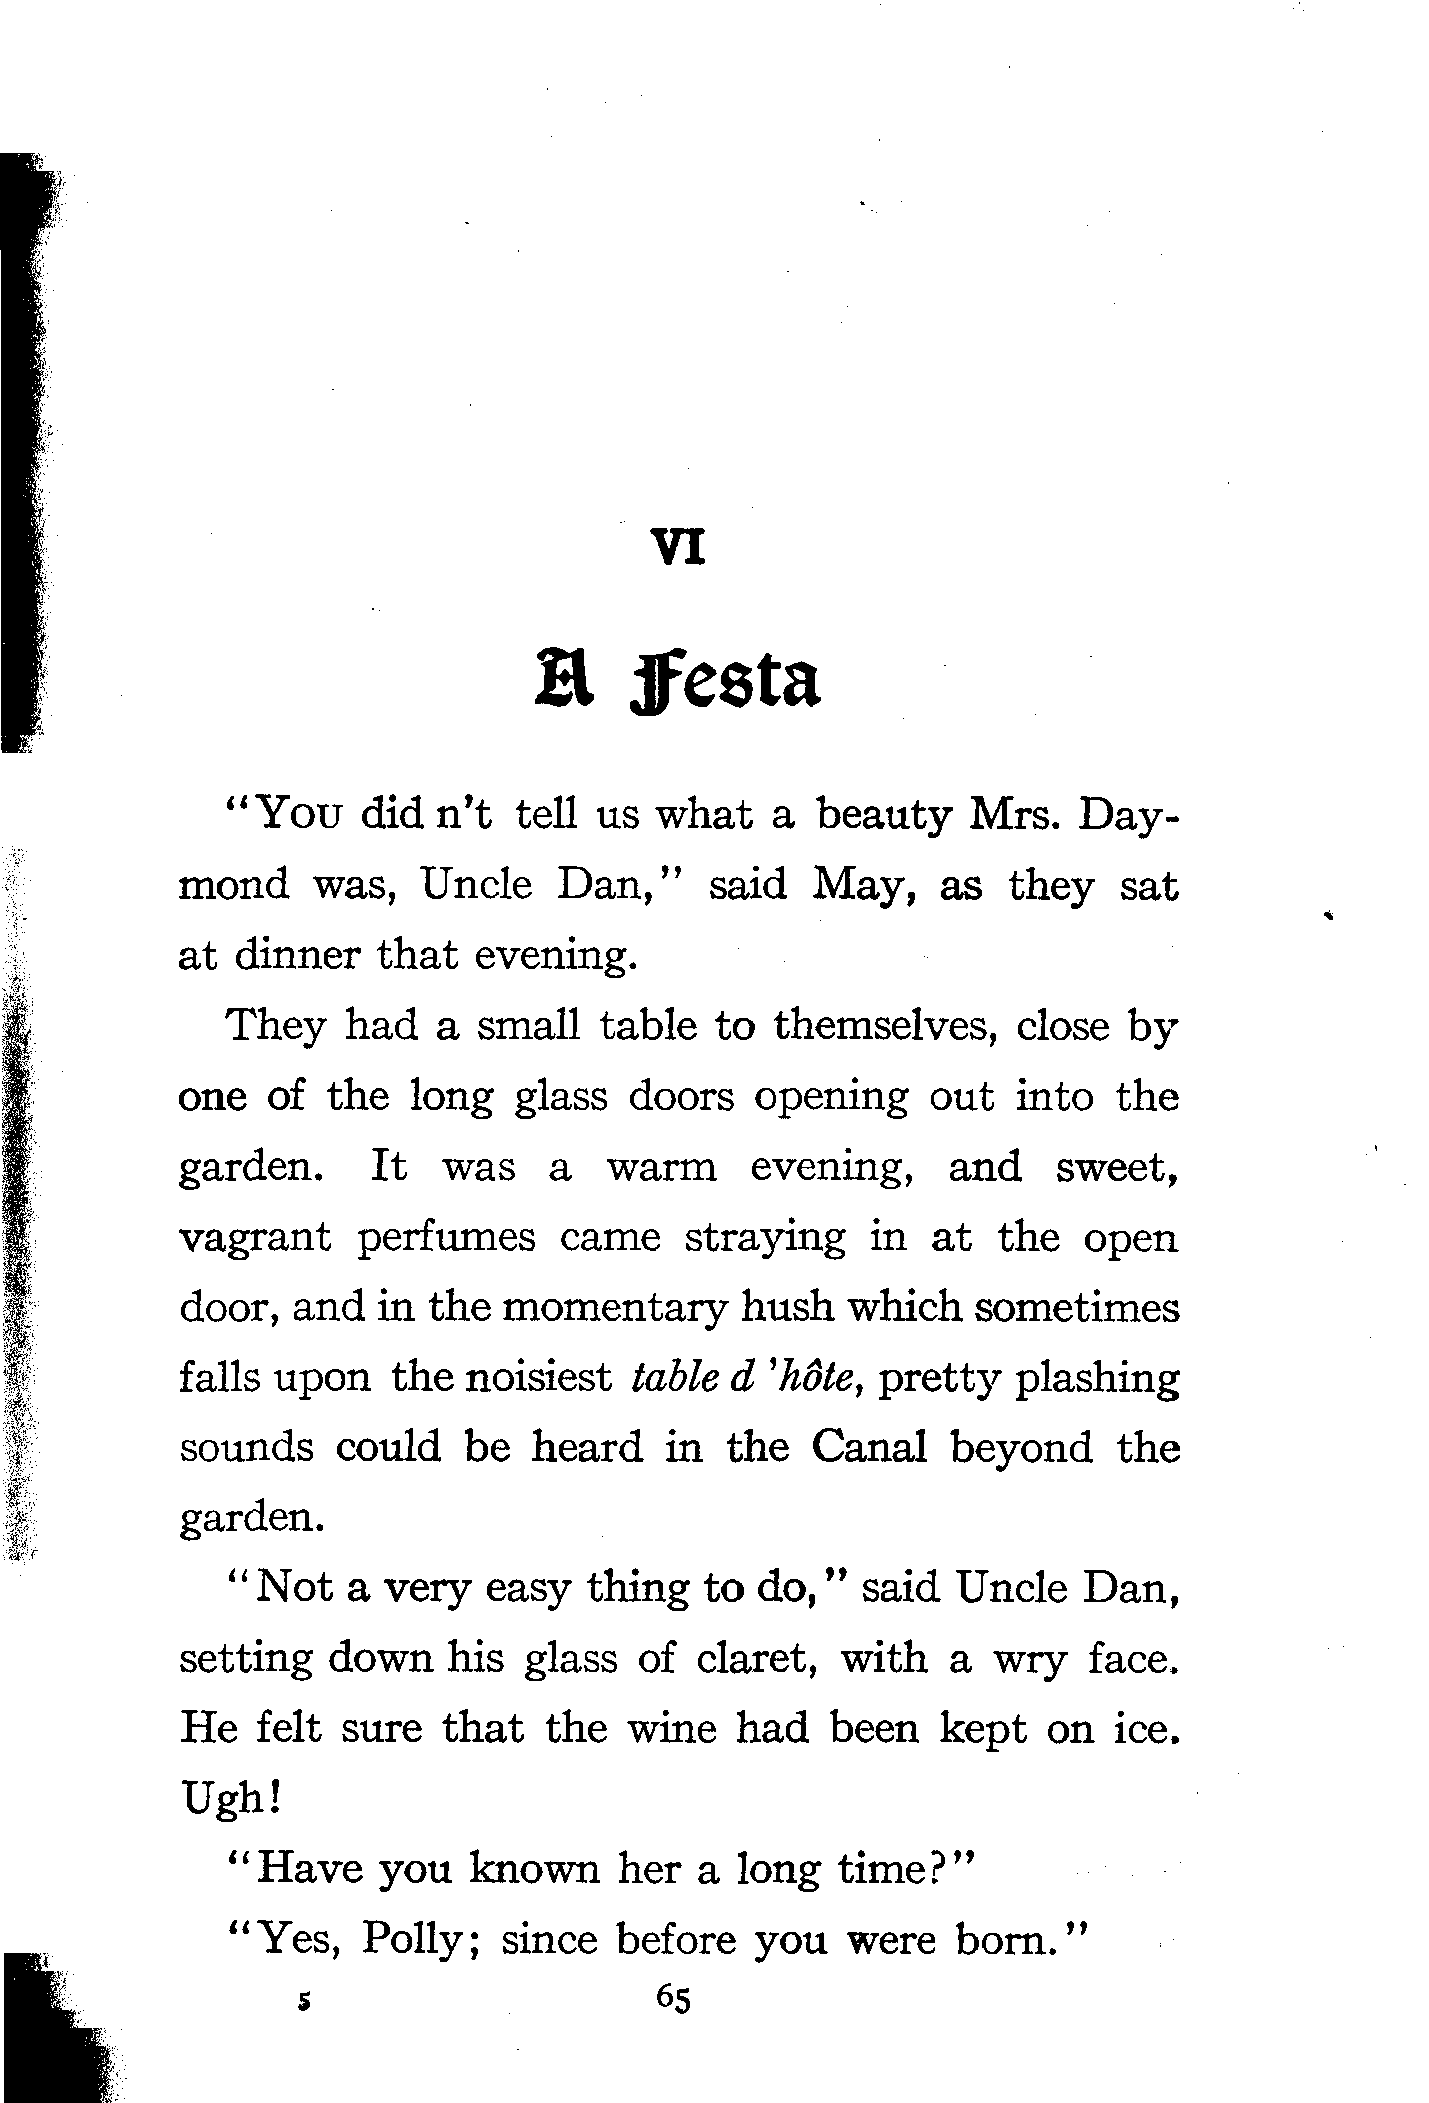 VI
A Festa
"YOU did n't tell us what a beauty Mrs. Day-
mond was, Uncle Dan," said May, as they sat
at dinner that evening.
They had a small table to themselves, close by
one of the long glass doors opening out into the
garden. It was a warm evening, and sweet,
vagrant perfumes came straying in at the open
door, and in the momentary hush which sometimes
falls upon the noisiest table d 'hôte, pretty plashing
sounds could be heard in the Canal beyond the
garden.
"Not a very easy thing to do," said Uncle Dan,
setting down his glass of claret, with a wry face.
He felt sure that the wine had been kept on ice.
Ugh!
"Have you known her a long time?"
"Yes, Polly; since before you were born."
5 65